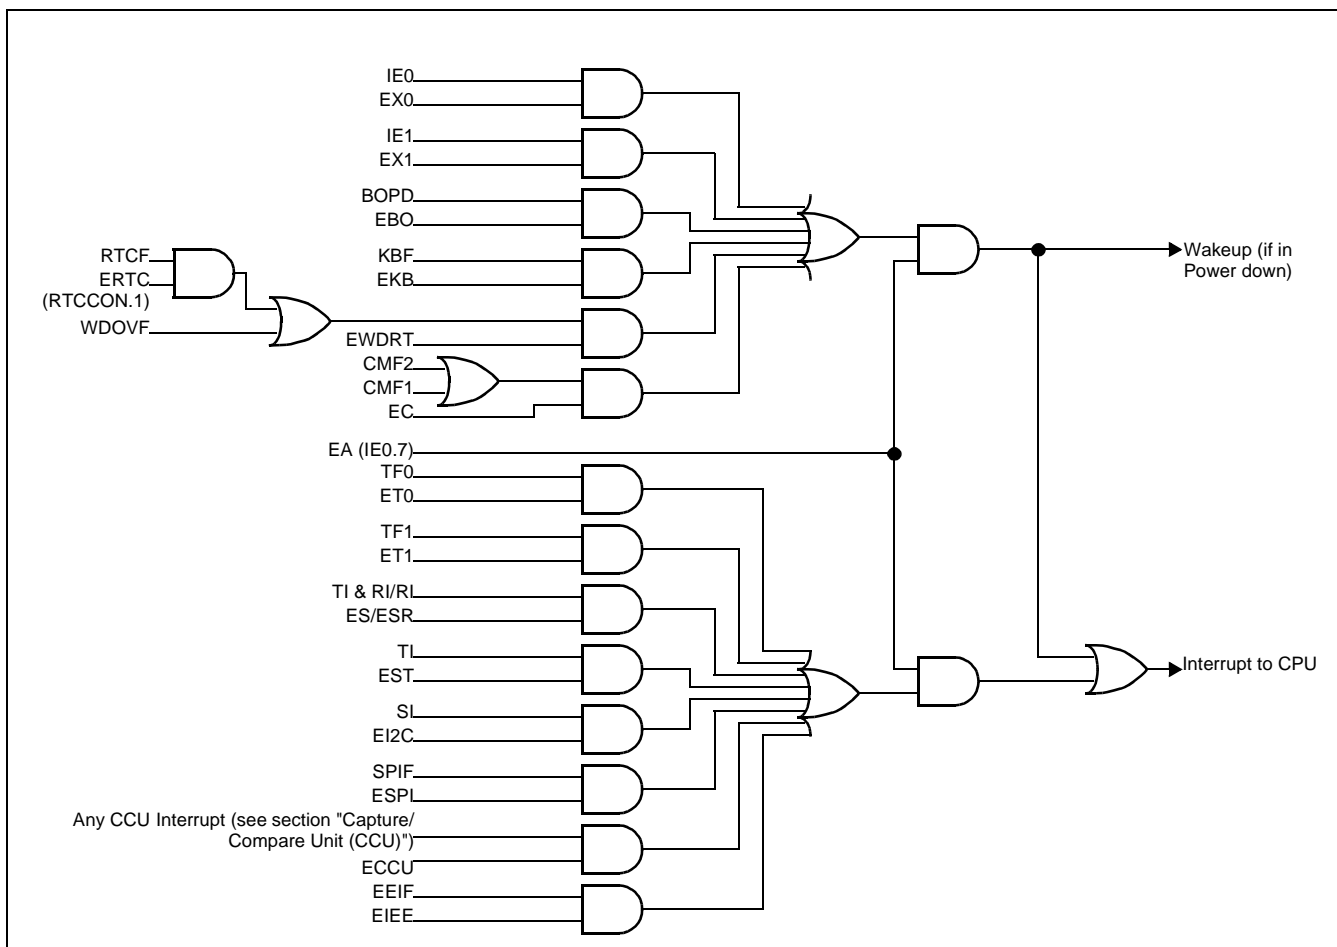 IE0
EX0
IE1
EX1
BOPD
EBO
KBF
EKB
RTCF
ERTC
(RTCCON.1)
WDOVF
EWDRT
CMF2
CMF1
EC
EA (IE0.7)
TF0
ET0
TF1
ET1
TI & RI/RI
ES/ESR
TI
EST
SI
EI2C
SPIF
ESPI
Any CCU Interrupt (see section "Capture/
Compare Unit (CCU)")
ECCU
EEIF
EIEE
Wakeup (if in
Power down)
Interrupt to CPU